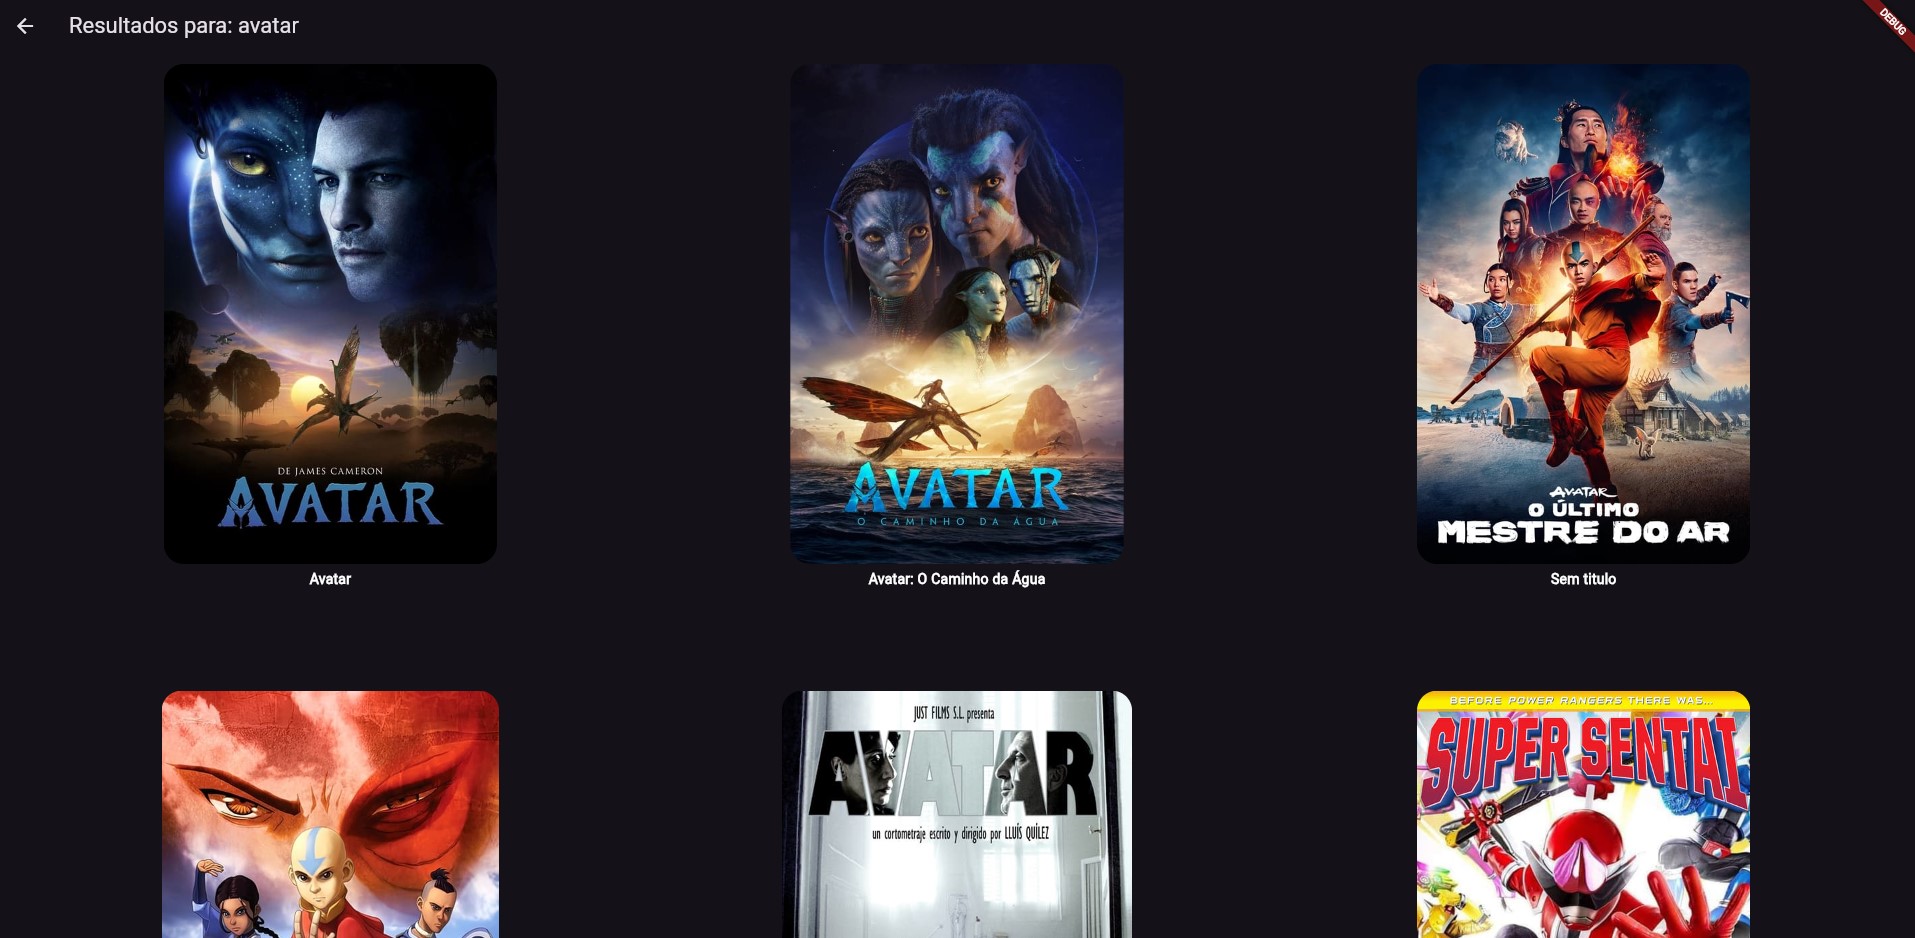 Resultados para: avatar
DEBUG
DE JAMES CAMERON
AVATAR
Avatar
AVATAR
O CAMINHO DA ÁGUA
Avatar: O Caminho da Água
AVATAR
O ÚLTIMO
MESTRE DO AR
Sem titulo
JUST FILMS S.L. presenta
AVATAR
un cortometraje escrito y dirigido por LLUÍS QUÍLEZ
BEFORE POWER RANGERS THERE WAS...
SUPER SENTAI